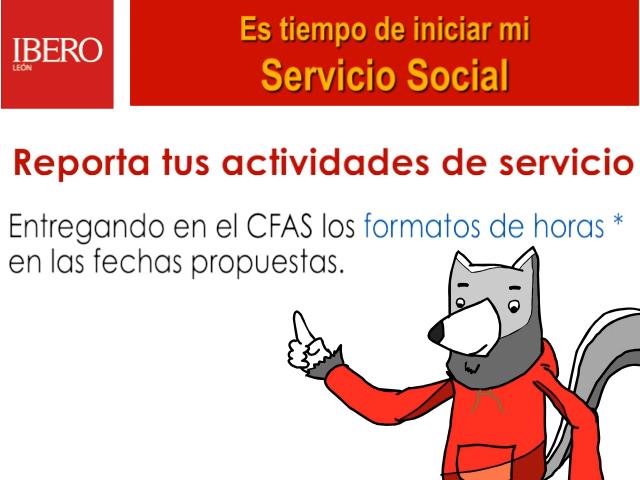 IBERO
LEÓN
Es tiempo de iniciar mi
Servicio Social
Reporta tus actividades de servicio
Entregando en el CFAS los formatos de horas *
en las fechas propuestas.